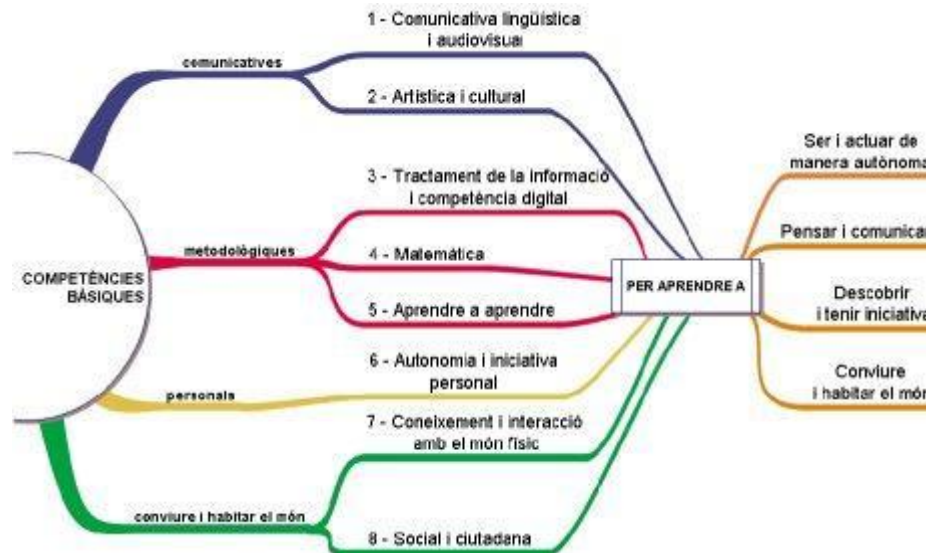 COMPETÈNCIES
BÀSIQUES
comunicatives
1 - Comunicativa lingüística
i audiovisual
2 - Artística i cultural
metodològiques
3 - Tractament de la informació
i competència digital
4 - Matemàtica
5 - Aprendre a aprendre
personals
6 - Autonomia i iniciativa
personal
conviure i habitar el món
7 - Coneixement i interacció
amb el món físic
8 - Social i ciutadana
PER APRENDRE A
Ser i actuar de
manera autònoma
Pensar i comunicar
Descobrir
i tenir iniciativa
Conviure
i habitar el món